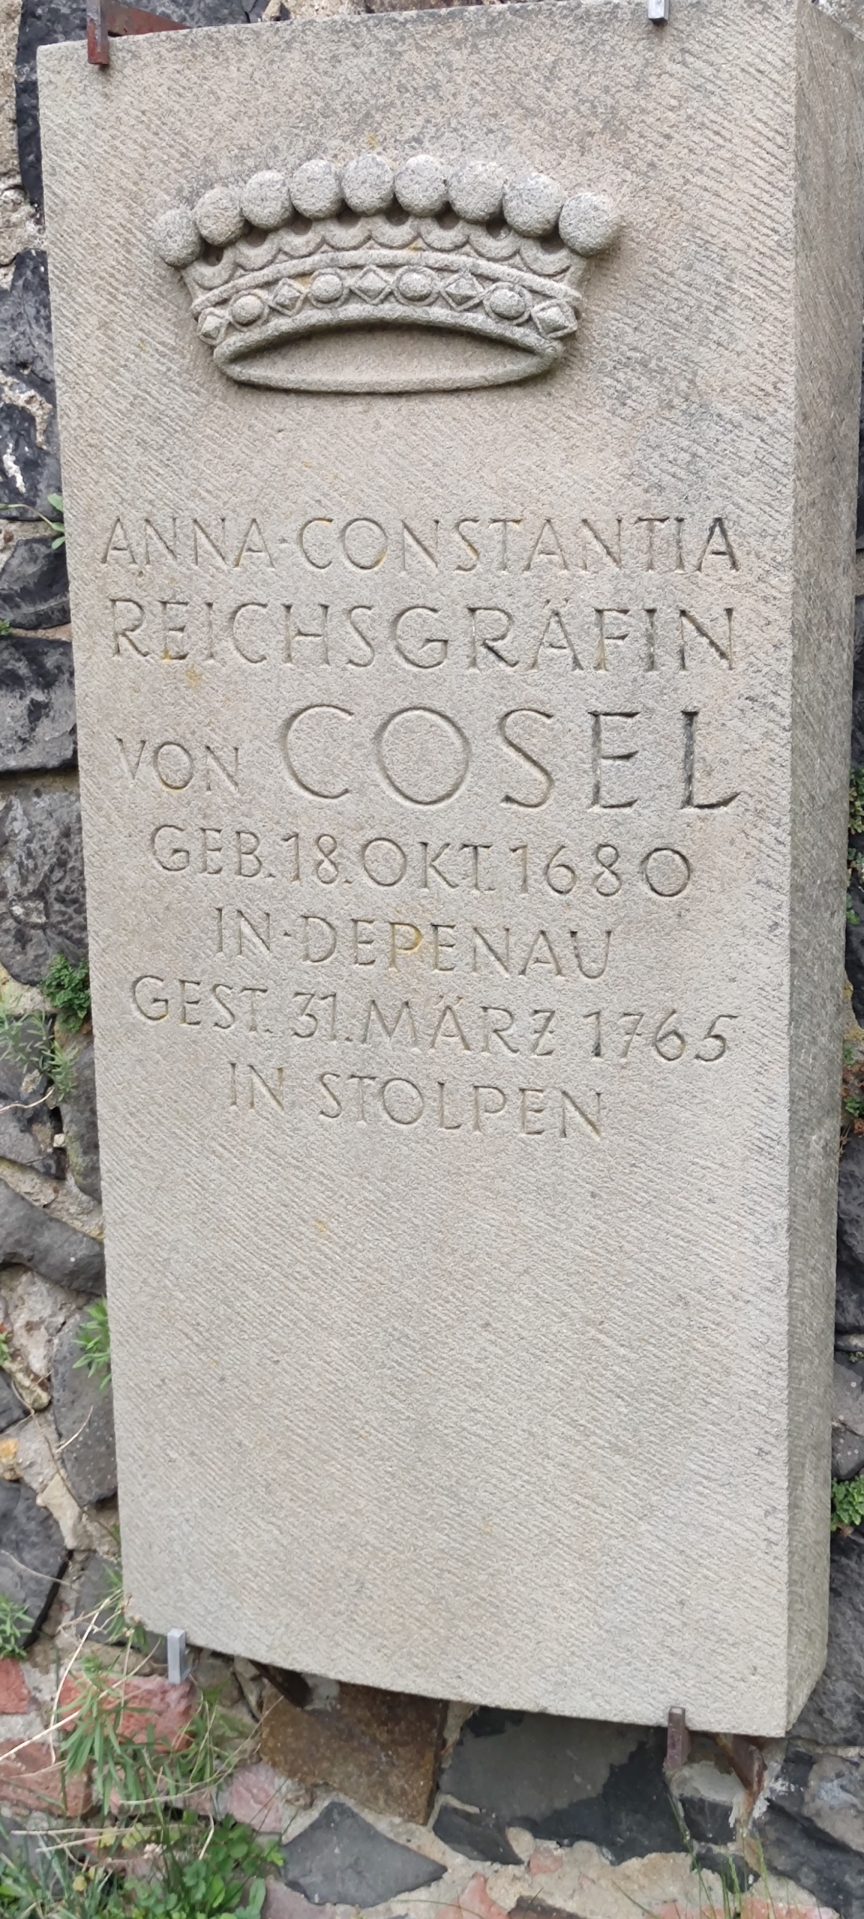 ANNA·CONSTANTIA
REICHSGRÄFIN
VON COSEL
GEB.18.OKT.1680
IN·DEPENAU
GEST.31.MÄRZ 1765
IN STOLPEN